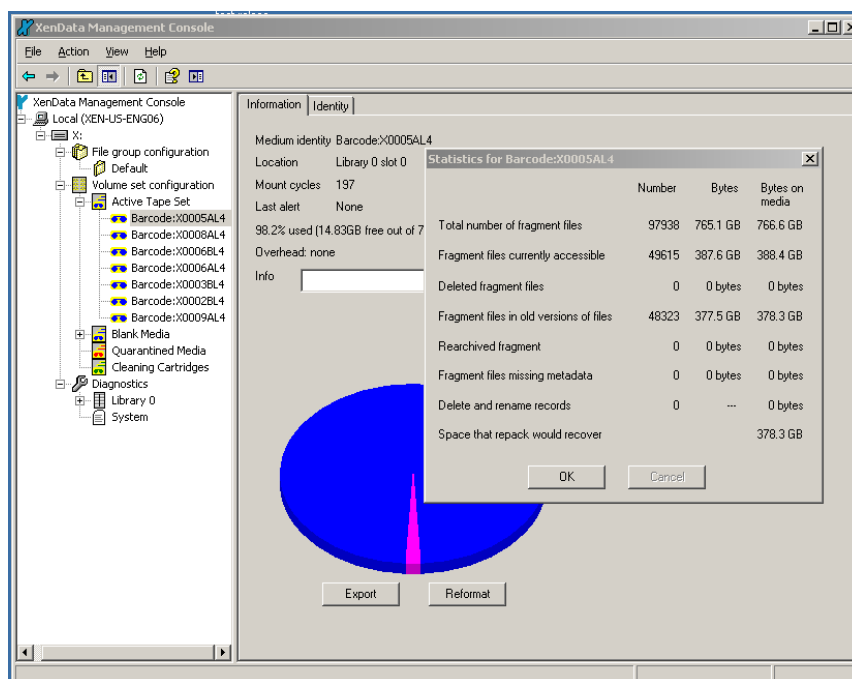 XenData Management Console
File Action View Help
XenData Management Console
Local (XEN-US-ENG06)
X:
File group configuration
Default
Volume set configuration
Active Tape Set
Barcode:X0005AL4
Barcode:X0008AL4
Barcode:X0006BL4
Barcode:X0006AL4
Barcode:X0003BL4
Barcode:X0002BL4
Barcode:X0009AL4
Blank Media
Quarantined Media
Cleaning Cartridges
Diagnostics
Library 0
System
Information Identity
Medium identity Barcode:X0005AL4
Location Library 0 slot 0
Mount cycles 197
Last alert None
98.2% used (14.83GB free out of 7
Overhead: none
Info
Statistics for Barcode:X0005AL4
Number Bytes Bytes on media
Total number of fragment files 97938 765.1 GB 766.6 GB
Fragment files currently accessible 49615 387.6 GB 388.4 GB
Deleted fragment files 0 0 bytes 0 bytes
Fragment files in old versions of files 48323 377.5 GB 378.3 GB
Rearchived fragment 0 0 bytes 0 bytes
Fragment files missing metadata 0 0 bytes 0 bytes
Delete and rename records 0 --- 0 bytes
Space that repack would recover 378.3 GB
OK Cancel
Export Reformat